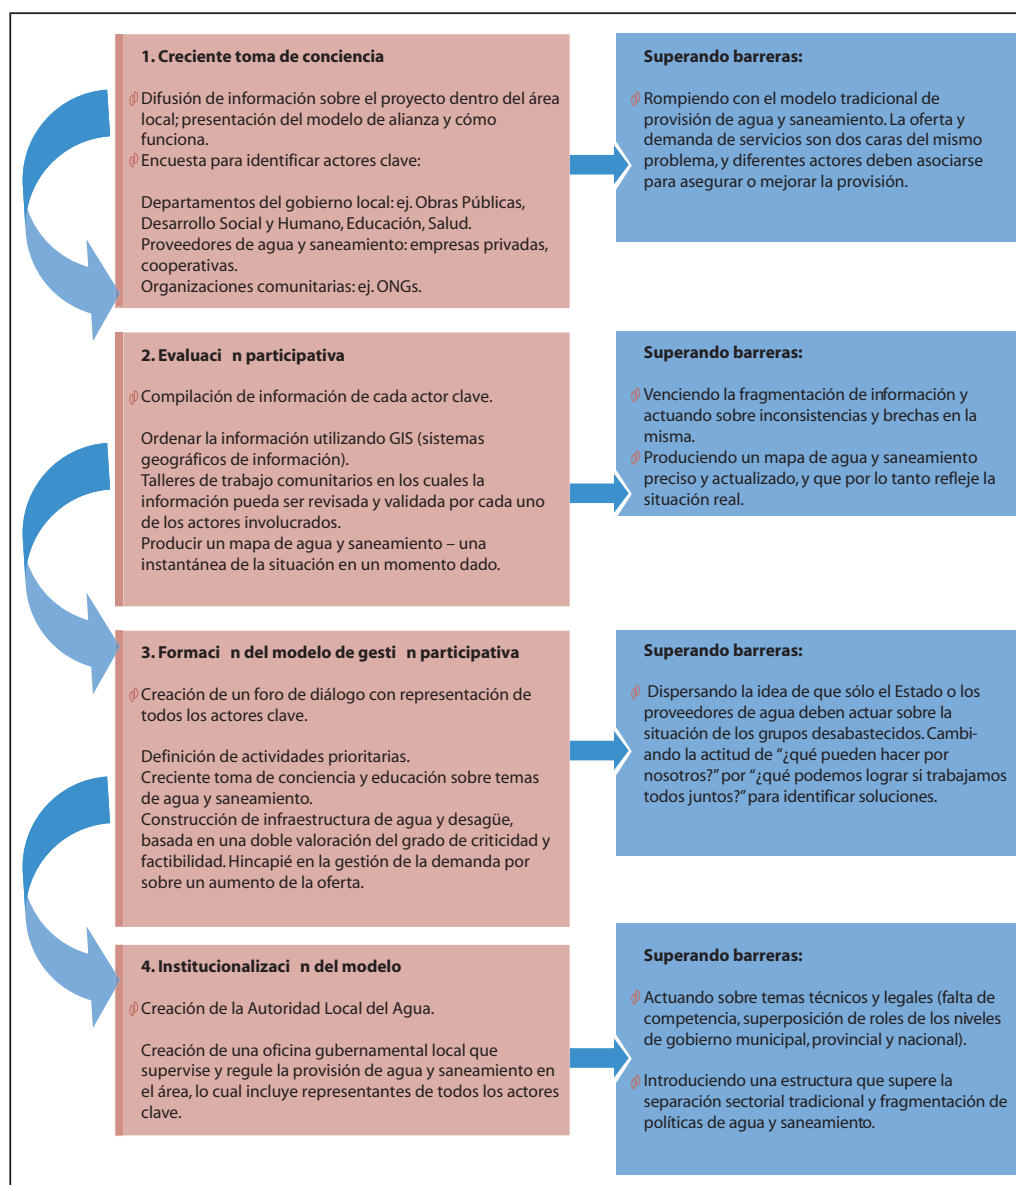 1. Creciente toma de conciencia
Difusión de información sobre el proyecto dentro del área
local; presentación del modelo de alianza y cómo
funciona.
Encuesta para identificar actores clave:
Departamentos del gobierno local: ej. Obras Públicas,
Desarrollo Social y Humano, Educación, Salud.
Proveedores de agua y saneamiento: empresas privadas,
cooperativas.
Organizaciones comunitarias: ej. ONGs.
Superando barreras:
Rompiendo con el modelo tradicional de
provisión de agua y saneamiento. La oferta y
demanda de servicios son dos caras del mismo
problema, y diferentes actores deben asociarse
para asegurar o mejorar la provisión.
2. Evaluaci n participativa
Compilación de información de cada actor clave.
Ordenar la información utilizando GIS (sistemas
geográficos de información).
Talleres de trabajo comunitarios en los cuales la
información pueda ser revisada y validada por cada uno
de los actores involucrados.
Producir un mapa de agua y saneamiento – una
instantánea de la situación en un momento dado.
Superando barreras:
Venciendo la fragmentación de información y
actuando sobre inconsistencias y brechas en la
misma.
Produciendo un mapa de agua y saneamiento
preciso y actualizado, y que por lo tanto refleje la
situación real.
3. Formaci n del modelo de gesti n participativa
Creación de un foro de diálogo con representación de
todos los actores clave.
Definición de actividades prioritarias.
Creciente toma de conciencia y educación sobre temas
de agua y saneamiento.
Construcción de infraestructura de agua y desagüe,
basada en una doble valoración del grado de criticidad y
factibilidad. Hincapié en la gestión de la demanda por
sobre un aumento de la oferta.
Superando barreras:
Dispersando la idea de que sólo el Estado o los
proveedores de agua deben actuar sobre la
situación de los grupos desabastecidos. Cambi-
ando la actitud de “¿qué pueden hacer por
nosotros?” por “¿qué podemos lograr si trabajamos
todos juntos?” para identificar soluciones.
4. Institucionalizaci n del modelo
Creación de la Autoridad Local del Agua.
Creación de una oficina gubernamental local que
supervise y regule la provisión de agua y saneamiento en
el área, lo cual incluye representantes de todos los actores
clave.
Superando barreras:
Actuando sobre temas técnicos y legales (falta de
competencia, superposición de roles de los niveles
de gobierno municipal, provincial y nacional).
Introduciendo una estructura que supere la
separación sectorial tradicional y fragmentación de
políticas de agua y saneamiento.